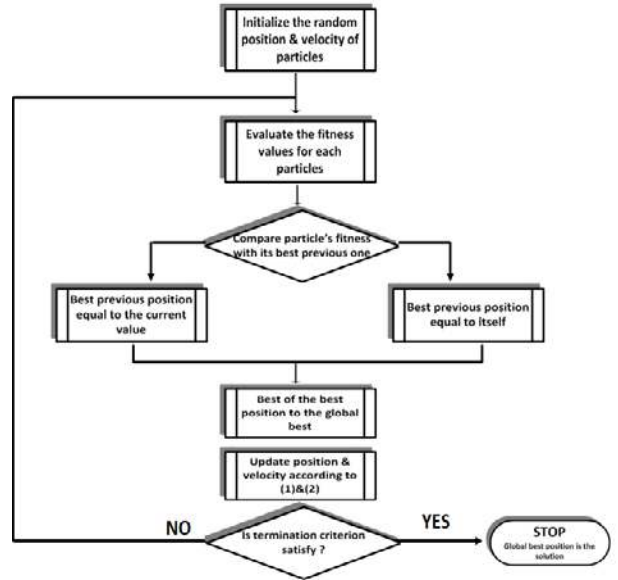 Initialize the random
position & velocity of
particles
Evaluate the fitness
values for each
particles
Compare particle's fitness
with its best previous one
Best previous position
equal to the current
value
Best previous position
equal to itself
Best of the best
position to the global
best
Update position &
velocity according to
(1)&(2)
Is termination criterion
satisfy ?
NO
YES
STOP
Global best position is the
solution